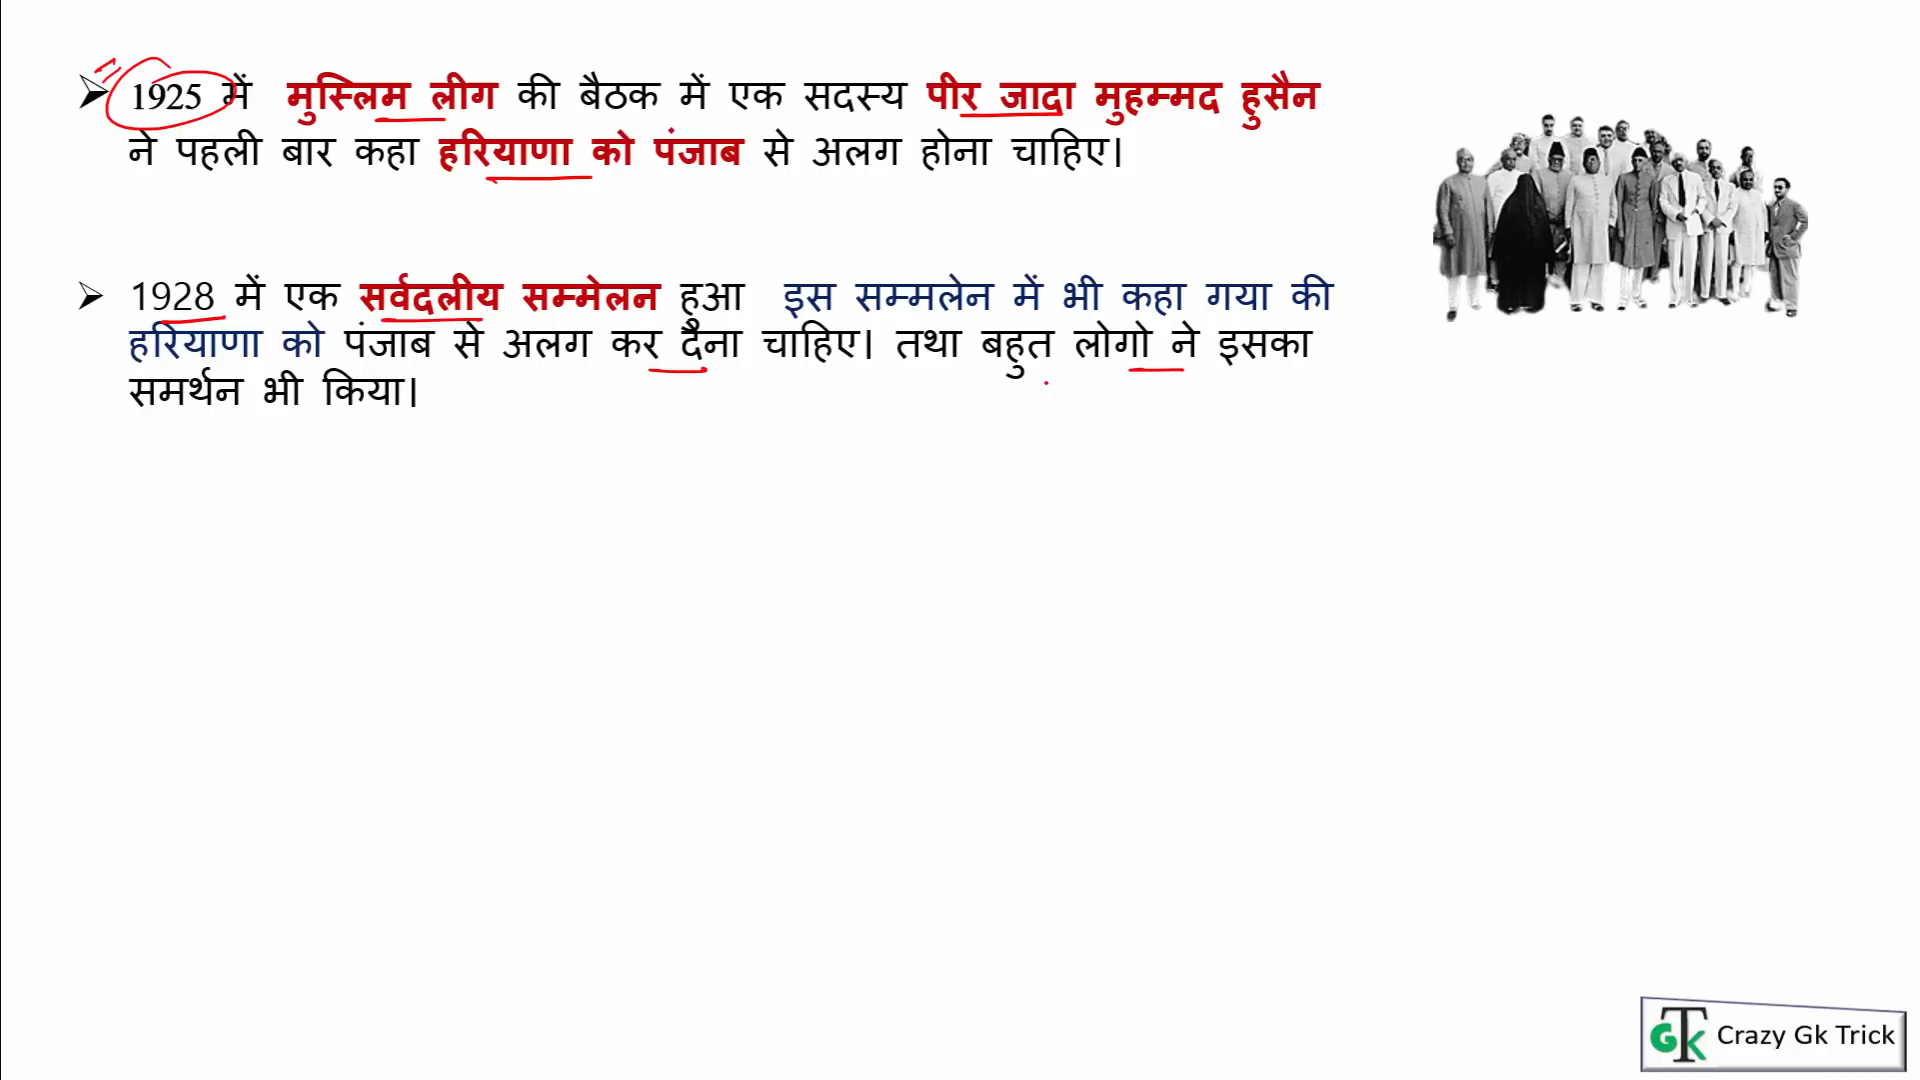 1925 में मुस्लिम लीग की बैठक में एक सदस्य पीर जादा मुहम्मद हुसैन
ने पहली बार कहा हरियाणा को पंजाब से अलग होना चाहिए।
1928 में एक सर्वदलीय सम्मेलन हुआ इस सम्मलेन में भी कहा गया की
हरियाणा को पंजाब से अलग कर देना चाहिए। तथा बहुत लोगो ने इसका
समर्थन भी किया।
GTK Crazy Gk Trick